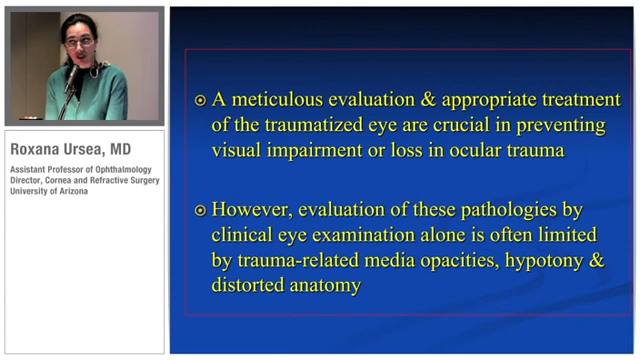 Roxana Ursea, MD
Assistant Professor of Ophthalmology
Director, Cornea and Refractive Surgery
University of Arizona
A meticulous evaluation & appropriate treatment
of the traumatized eye are crucial in preventing
visual impairment or loss in ocular trauma
However, evaluation of these pathologies by
clinical eye examination alone is often limited
by trauma-related media opacities, hypotony &
distorted anatomy